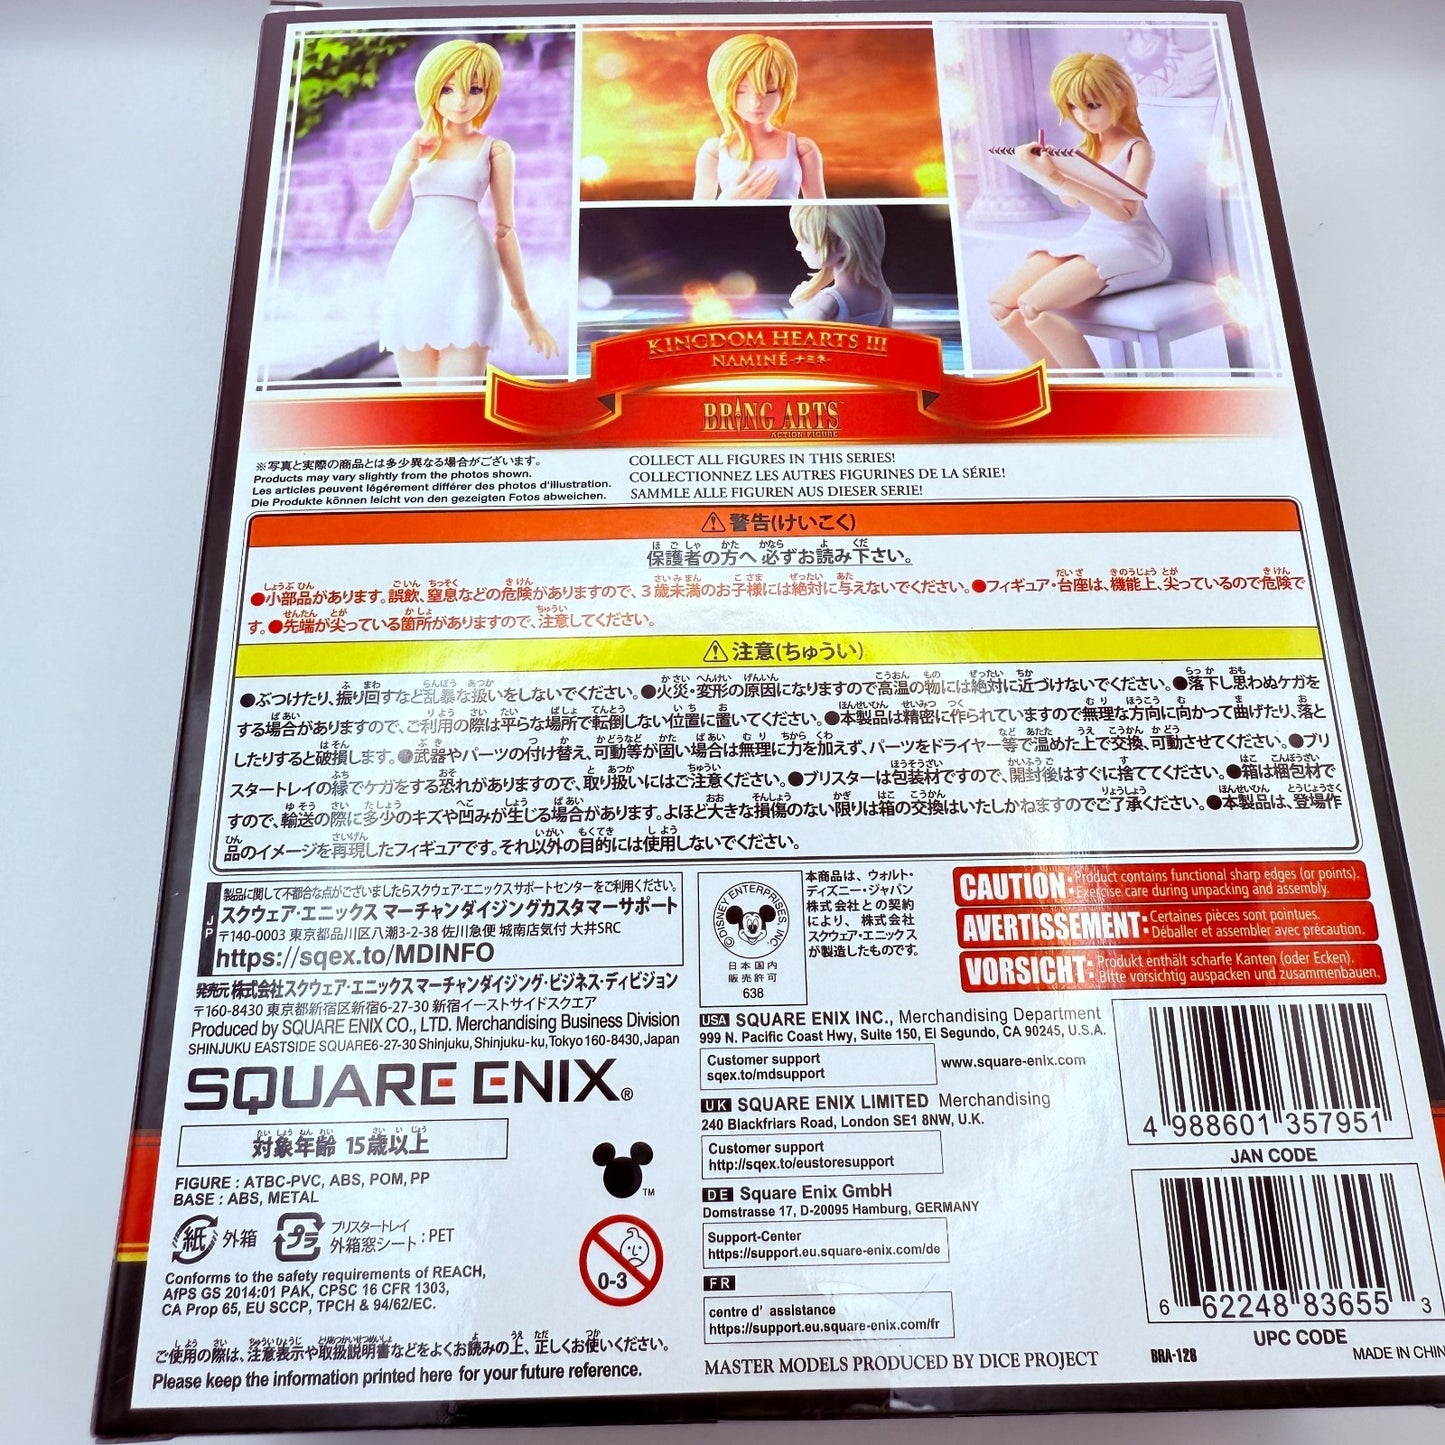 KINGDOM HEARTS III
NAMINÉ -ナミネ-
BRING ARTS™
ACTION FIGURE
※写真と実際の商品とは多少異なる場合がございます。
Products may vary slightly from the photos shown.
Les articles peuvent légérement différer des photos d'illustration.
Die Produkte können leicht von den gezeigten Fotos abweichen.
COLLECT ALL FIGURES IN THIS SERIES!
COLLECTIONNEZ LES AUTRES FIGURINES DE LA SÉRIE!
SAMMLE ALLE FIGUREN AUS DIESER SERIE!
⚠警告(けいこく)
保護者の方へ 必ずお読み下さい。
●小部品があります。誤飲、窒息などの危険がありますので、3歳未満のお子様には絶対に与えないでください。●フィギュア・台座は、機能上、尖っているので危険で
す。●先端が尖っている箇所がありますので、注意してください。
⚠注意(ちゅうい)
●ぶつけたり、振り回すなど乱暴な扱いをしないでください。●火災・変形の原因になりますので高温の物には絶対に近づけないでください。●落下し思わぬケガを
する場合がありますので、ご利用の際は平らな場所で転倒しない位置に置いてください。●本製品は精密に作られていますので無理な方向に向かって曲げたり、落と
したりすると破損します。●武器やパーツの付け替え、可動等が固い場合は無理に力を加えず、パーツをドライヤー等で温めた上で交換、可動させてください。●ブリ
スタートレイの縁でケガをする恐れがありますので、取り扱いにはご注意ください。●ブリスターは包装材ですので、開封後はすぐに捨ててください。●箱は梱包材で
すので、輸送の際に多少のキズや凹みが生じる場合があります。よほど大きな損傷のない限りは箱の交換はいたしかねますのでご了承ください。●本製品は、登場作
品のイメージを再現したフィギュアです。それ以外の目的には使用しないでください。
JP
製品に関して不都合な点がございましたらスクウェア・エニックスサポートセンターをご利用ください。
スクウェア・エニックス マーチャンダイジングカスタマーサポート
〒140-0003 東京都品川区八潮3-2-38 佐川急便 城南店気付 大井SRC
https://sqex.to/MDINFO
発売元 株式会社スクウェア・エニックス マーチャンダイジング・ビジネス・ディビジョン
〒160-8430 東京都新宿区新宿6-27-30 新宿イーストサイドスクエア
Produced by SQUARE ENIX CO., LTD. Merchandising Business Division
SHINJUKU EASTSIDE SQUARE6-27-30 Shinjuku, Shinjuku-ku, Tokyo 160-8430, Japan
SQUARE ENIX®
対象年齢 15歳以上
FIGURE : ATBC-PVC, ABS, POM, PP
BASE : ABS, METAL
紙 外箱
プラ ブリスタートレイ
外箱窓シート : PET
Conforms to the safety requirements of REACH,
AfPS GS 2014:01 PAK, CPSC 16 CFR 1303,
CA Prop 65, EU SCCP, TPCH & 94/62/EC.
ご使用の際は、注意表示や取扱説明書などをよくお読みの上、正しくお使いください。
Please keep the information printed here for your future reference.
TM
0-3
©DISNEY ENTERPRISES, INC.
日本国内
販売許可
638
本商品は、ウォルト・
ディズニー・ジャパン
株式会社との契約
により、株式会社
スクウェア・エニックス
が製造したものです。
CAUTION: Product contains functional sharp edges (or points).
Exercise care during unpacking and assembly.
AVERTISSEMENT: Certaines pièces sont pointues.
Déballer et assembler avec précaution.
VORSICHT: Produkt enthält scharfe Kanten (oder Ecken).
Bitte vorsichtig auspacken und zusammenbauen.
USA SQUARE ENIX INC., Merchandising Department
999 N. Pacific Coast Hwy, Suite 150, El Segundo, CA 90245, U.S.A.
Customer support
sqex.to/mdsupport
www.square-enix.com
UK SQUARE ENIX LIMITED Merchandising
240 Blackfriars Road, London SE1 8NW, U.K.
Customer support
http://sqex.to/eustoresupport
DE Square Enix GmbH
Domstrasse 17, D-20095 Hamburg, GERMANY
Support-Center
https://support.eu.square-enix.com/de
FR
centre d' assistance
https://support.eu.square-enix.com/fr
MASTER MODELS PRODUCED BY DICE PROJECT
4 988601 357951
JAN CODE
6 62248 83655 3
UPC CODE
BRA-128
MADE IN CHIN